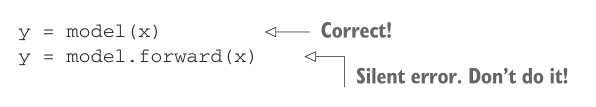 y = model(x)
Correct!
y = model.forward(x)
Silent error. Don't do it!